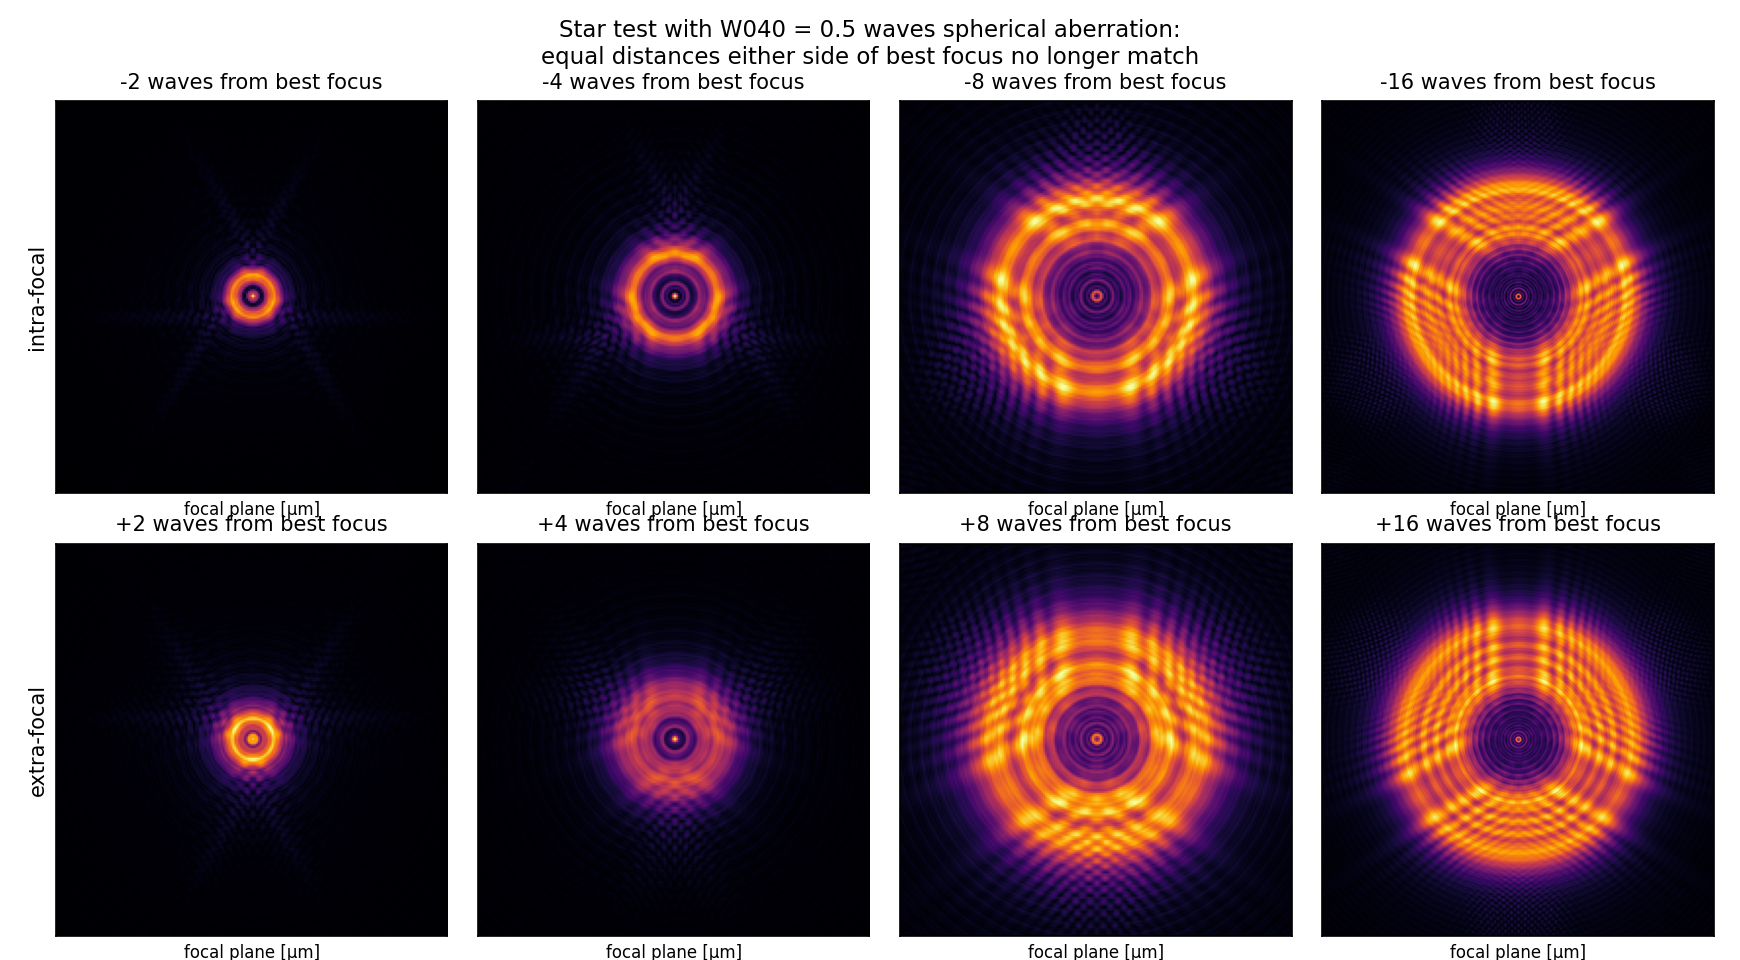 Star test with W040 = 0.5 waves spherical aberration:
equal distances either side of best focus no longer match
-2 waves from best focus
-4 waves from best focus
-8 waves from best focus
-16 waves from best focus
intra-focal
focal plane [μm]
focal plane [μm]
focal plane [μm]
focal plane [μm]
+2 waves from best focus
+4 waves from best focus
+8 waves from best focus
+16 waves from best focus
extra-focal
focal plane [μm]
focal plane [μm]
focal plane [μm]
focal plane [μm]